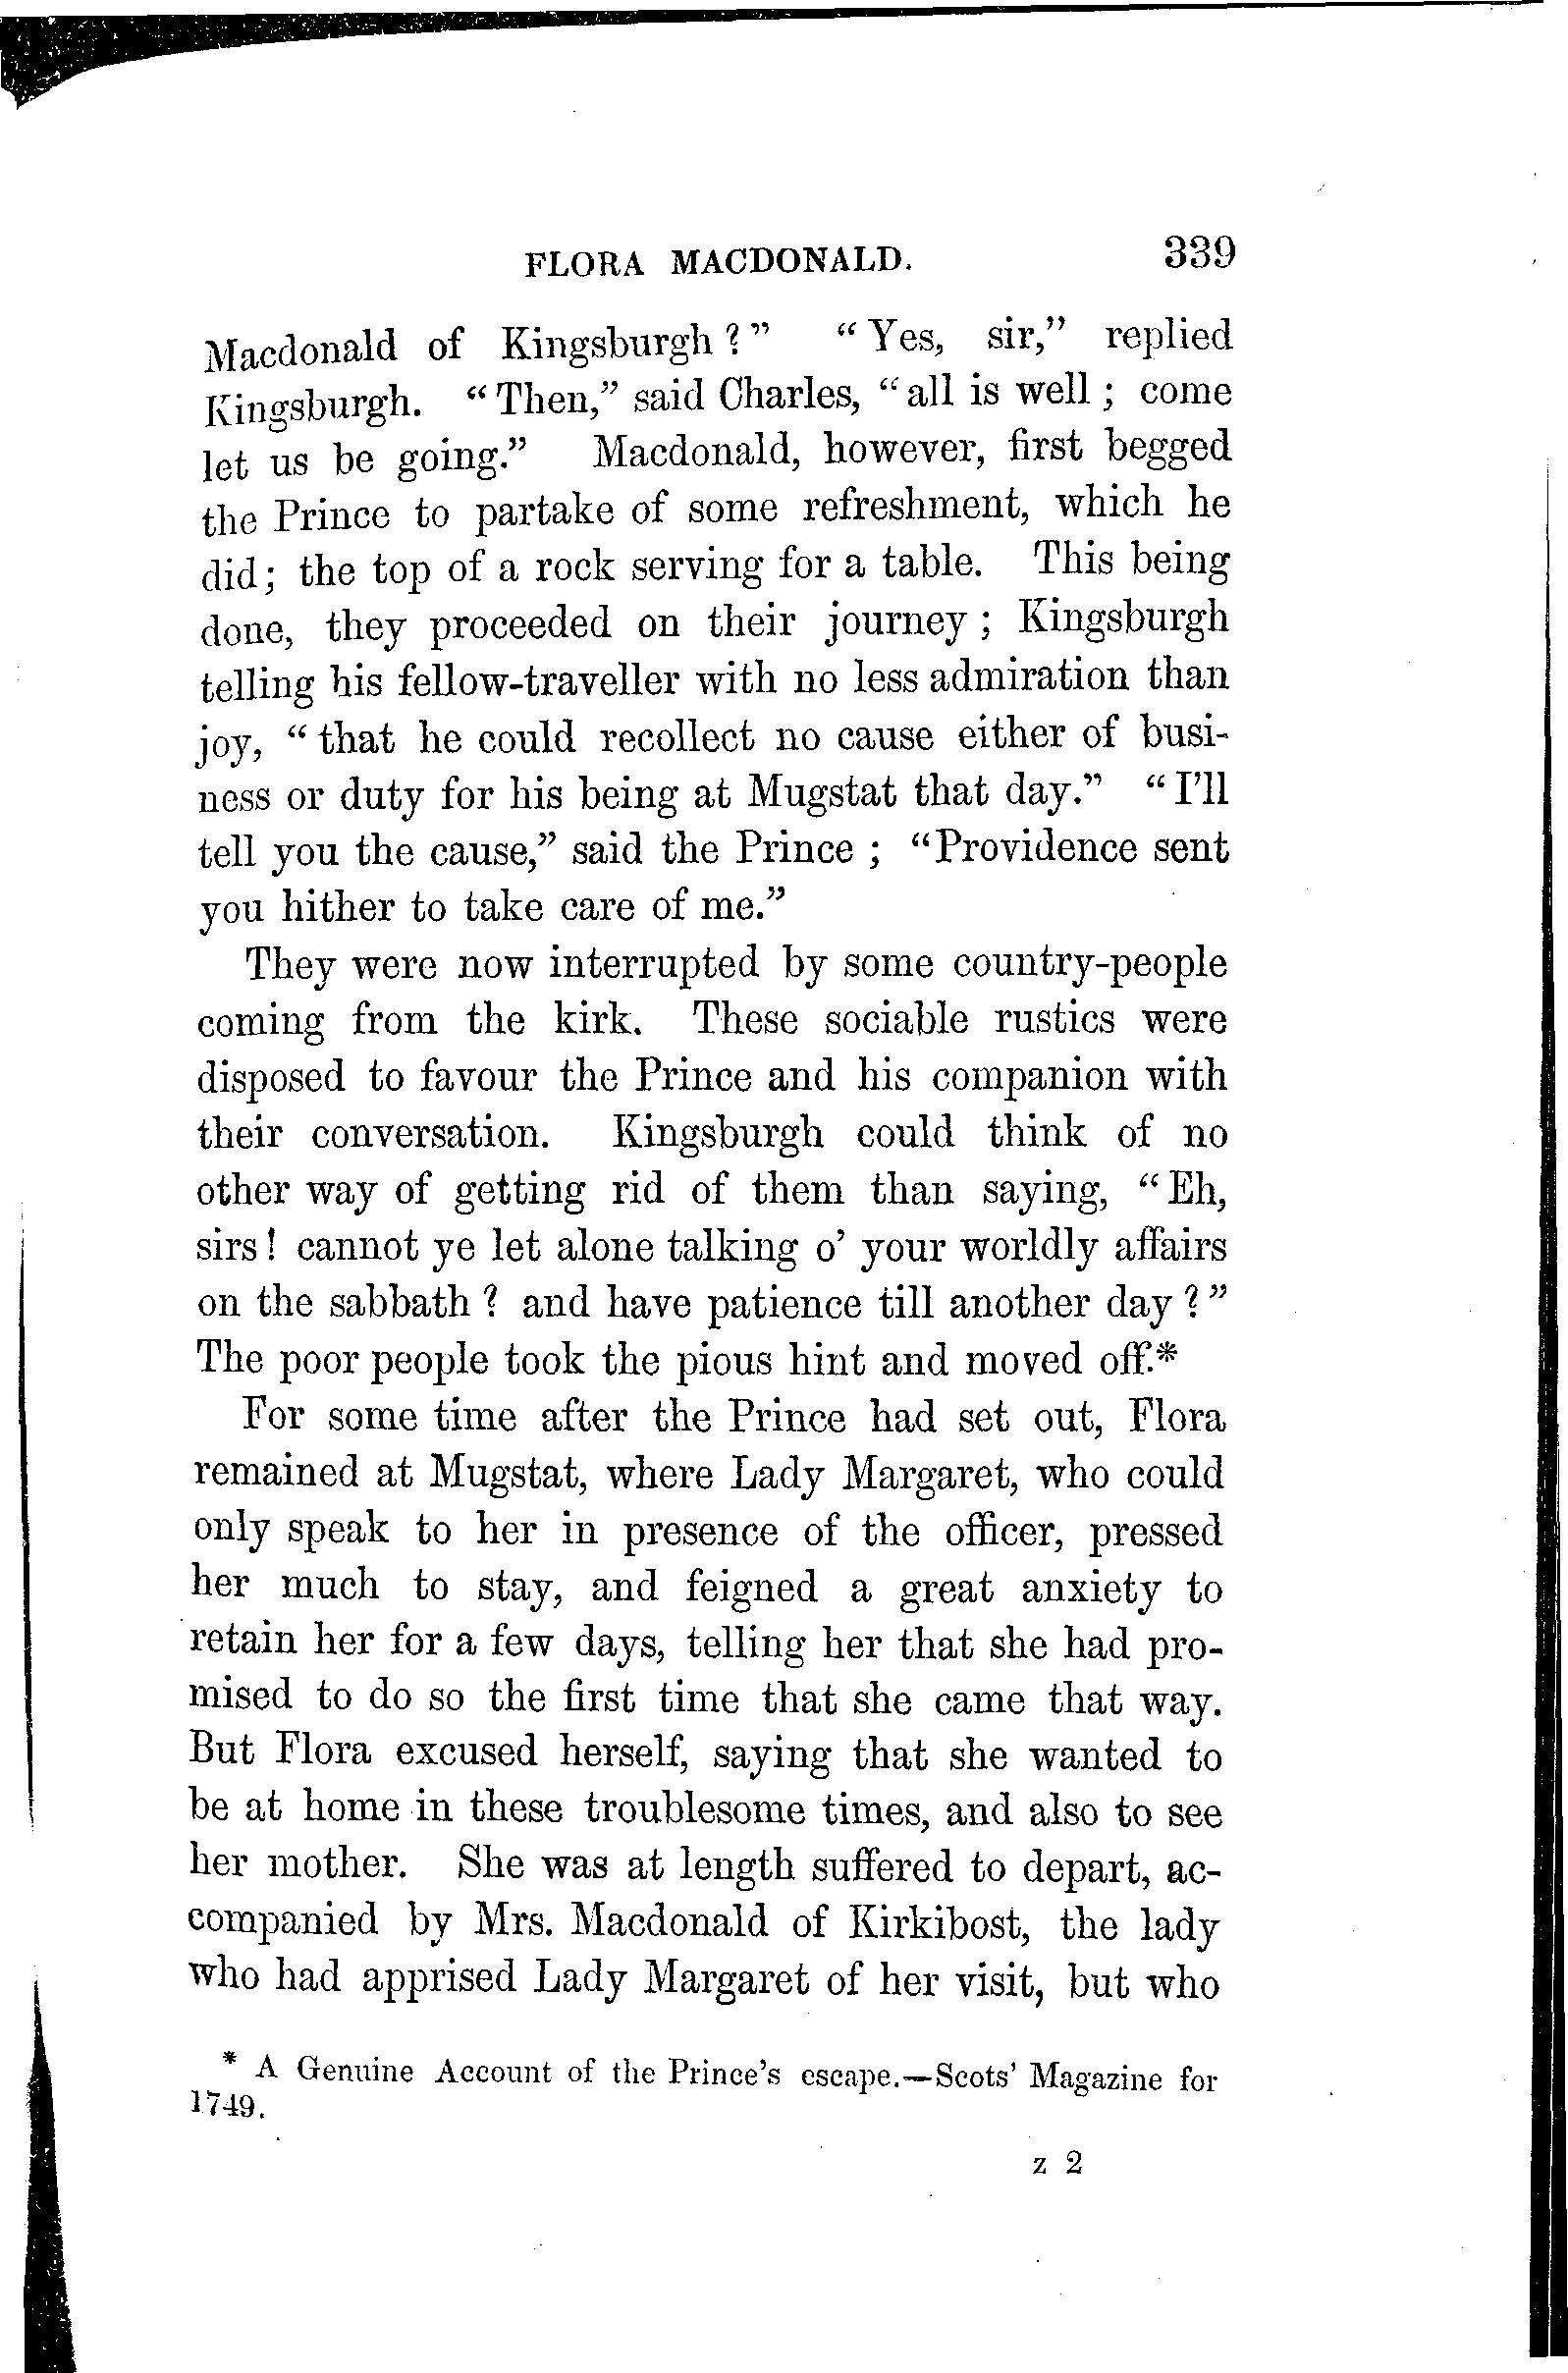 FLORA MACDONALD. 339
Macdonald of Kingsburgh?" "Yes, sir," replied
Kingsburgh. "Then," said Charles, "all is well; come
let us be going." Macdonald, however, first begged
the Prince to partake of some refreshment, which he
did; the top of a rock serving for a table. This being
done, they proceeded on their journey; Kingsburgh
telling his fellow-traveller with no less admiration than
joy, "that he could recollect no cause either of busi-
ness or duty for his being at Mugstat that day." "I'll
tell you the cause," said the Prince; "Providence sent
you hither to take care of me."
They were now interrupted by some country-people
coming from the kirk. These sociable rustics were
disposed to favour the Prince and his companion with
their conversation. Kingsburgh could think of no
other way of getting rid of them than saying, "Eh,
sirs! cannot ye let alone talking o' your worldly affairs
on the sabbath? and have patience till another day?"
The poor people took the pious hint and moved off.*
For some time after the Prince had set out, Flora
remained at Mugstat, where Lady Margaret, who could
only speak to her in presence of the officer, pressed
her much to stay, and feigned a great anxiety to
retain her for a few days, telling her that she had pro-
mised to do so the first time that she came that way.
But Flora excused herself, saying that she wanted to
be at home in these troublesome times, and also to see
her mother. She was at length suffered to depart, ac-
companied by Mrs. Macdonald of Kirkibost, the lady
who had apprised Lady Margaret of her visit, but who
* A Genuine Account of the Prince's escape.—Scots' Magazine for
1749.
z 2